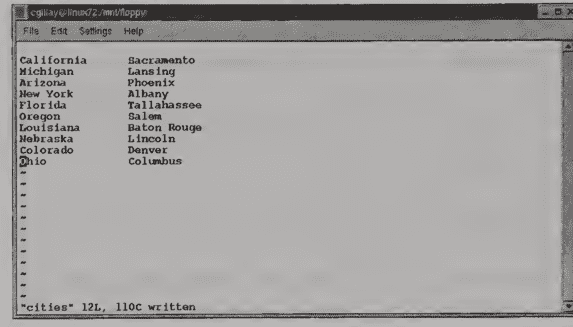 cgillay@linux72:/mnt/floppy
File Edit Settings Help
California Sacramento
Michigan Lansing
Arizona Phoenix
New York Albany
Florida Tallahassee
Oregon Salem
Louisiana Baton Rouge
Nebraska Lincoln
Colorado Denver
Ohio Columbus
~
~
~
~
~
~
~
~
~
~
~
"cities" 12L, 110C written